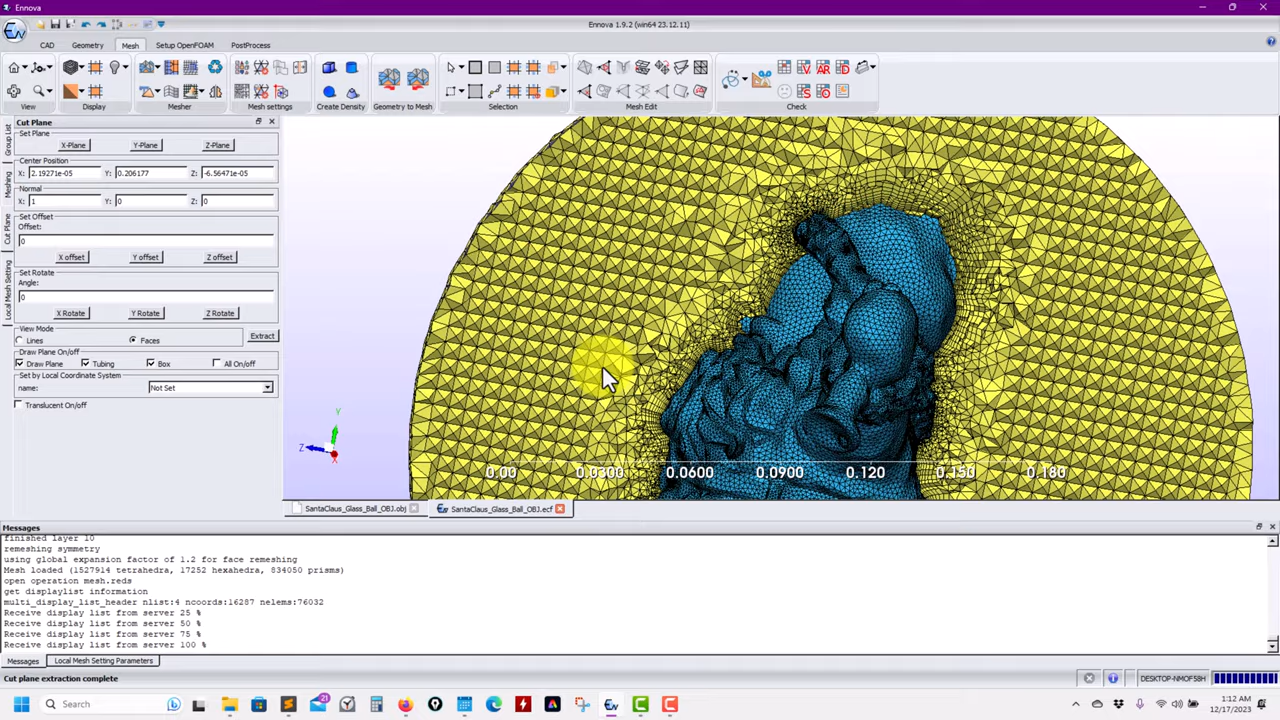 Ennova
Ennova 1.9.2 (win64 23.12.11)
CAD Geometry Mesh Setup OpenFOAM PostProcess
View Display Mesher Mesh settings Create Density Geometry to Mesh Selection Mesh Edit Check
Cut Plane
Set Plane
X-Plane Y-Plane Z-Plane
Center Position
X: 2.19271e-05 Y: 0.206177 Z: -6.56471e-05
Normal
X: 1 Y: 0 Z: 0
Set Offset
Offset:
0
X offset Y offset Z offset
Set Rotate
Angle:
0
X Rotate Y Rotate Z Rotate
View Mode
Lines Faces Extract
Draw Plane On/off
Draw Plane Tubing Box All On/off
Set by Local Coordinate System
name: Not Set
Translucent On/off
Group List
Meshing
Cut Plane
Local Mesh Setting
Y
Z
X
0.00 0.0300 0.0600 0.0900 0.120 0.150 0.180
SantaClaus_Glass_Ball_OBJ.obj SantaClaus_Glass_Ball_OBJ.ecf
Messages
finished layer 10
remeshing symmetry
using global expansion factor of 1.2 for face remeshing
Mesh loaded (1527914 tetrahedra, 17252 hexahedra, 834050 prisms)
open operation mesh.reds
get displaylist information
multi_display_list_header nlist:4 ncoords:16287 nelems:76032
Receive display list from server 25 %
Receive display list from server 50 %
Receive display list from server 75 %
Receive display list from server 100 %
Messages Local Mesh Setting Parameters
Cut plane extraction complete
DESKTOP-NMOF58H
Search
21
1:12 AM
12/17/2023